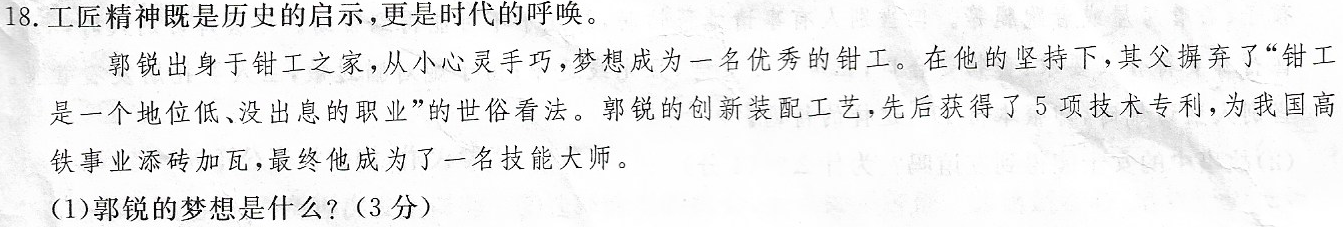 18.工匠精神既是历史的启示,更是时代的呼唤。
郭锐出身于钳工之家,从小心灵手巧,梦想成为一名优秀的钳工。在他的坚持下,其父摒弃了“钳工
是一个地位低、没出息的职业”的世俗看法。郭锐的创新装配工艺,先后获得了5项技术专利,为我国高
铁事业添砖加瓦,最终他成为了一名技能大师。
(1)郭锐的梦想是什么?(3分)